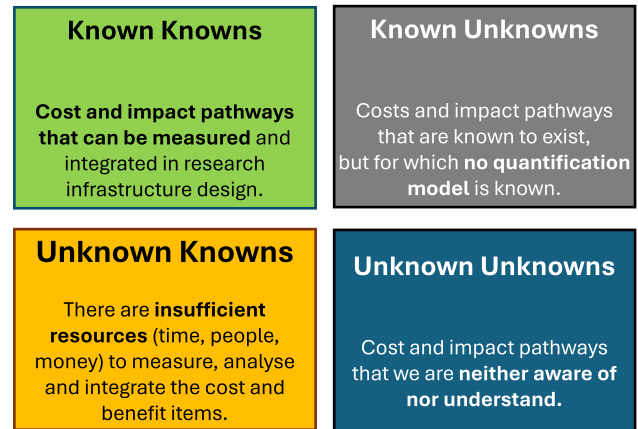 Known Knowns
Cost and impact pathways
that can be measured and
integrated in research
infrastructure design.
Known Unknowns
Costs and impact pathways
that are known to exist,
but for which no quantification
model is known.
Unknown Knowns
There are insufficient
resources (time, people,
money) to measure, analyse
and integrate the cost and
benefit items.
Unknown Unknowns
Cost and impact pathways
that we are neither aware of
nor understand.